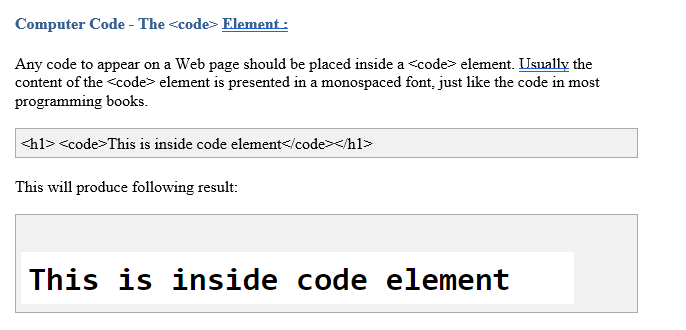 Computer Code - The <code> Element :
Any code to appear on a Web page should be placed inside a <code> element. Usually the
content of the <code> element is presented in a monospaced font, just like the code in most
programming books.
<h1> <code>This is inside code element</code></h1>
This will produce following result:
This is inside code element